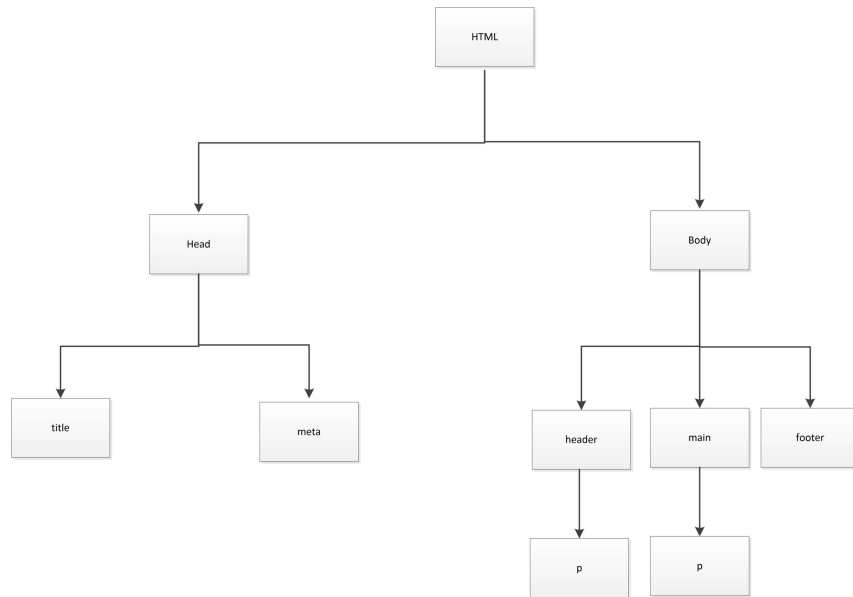 HTML
Head
Body
title
meta
header
main
footer
p
p